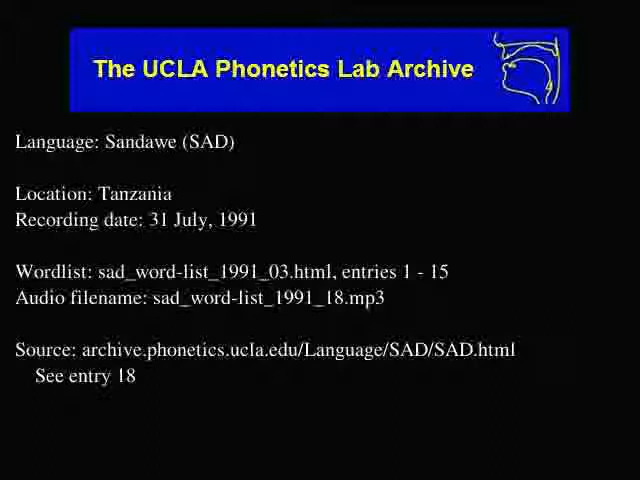 The UCLA Phonetics Lab Archive
Language: Sandawe (SAD)
Location: Tanzania
Recording date: 31 July, 1991
Wordlist: sad_word-list_1991_03.html, entries 1 - 15
Audio filename: sad_word-list_1991_18.mp3
Source: archive.phonetics.ucla.edu/Language/SAD/SAD.html
See entry 18